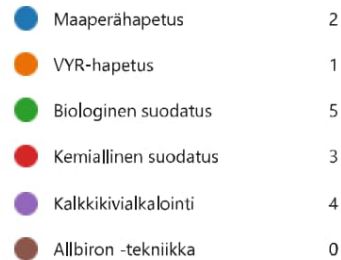 Maaperähapetus 2
VYR-hapetus 1
Biologinen suodatus 5
Kemiallinen suodatus 3
Kalkkikivialkalointi 4
Allbiron -tekniikka 0